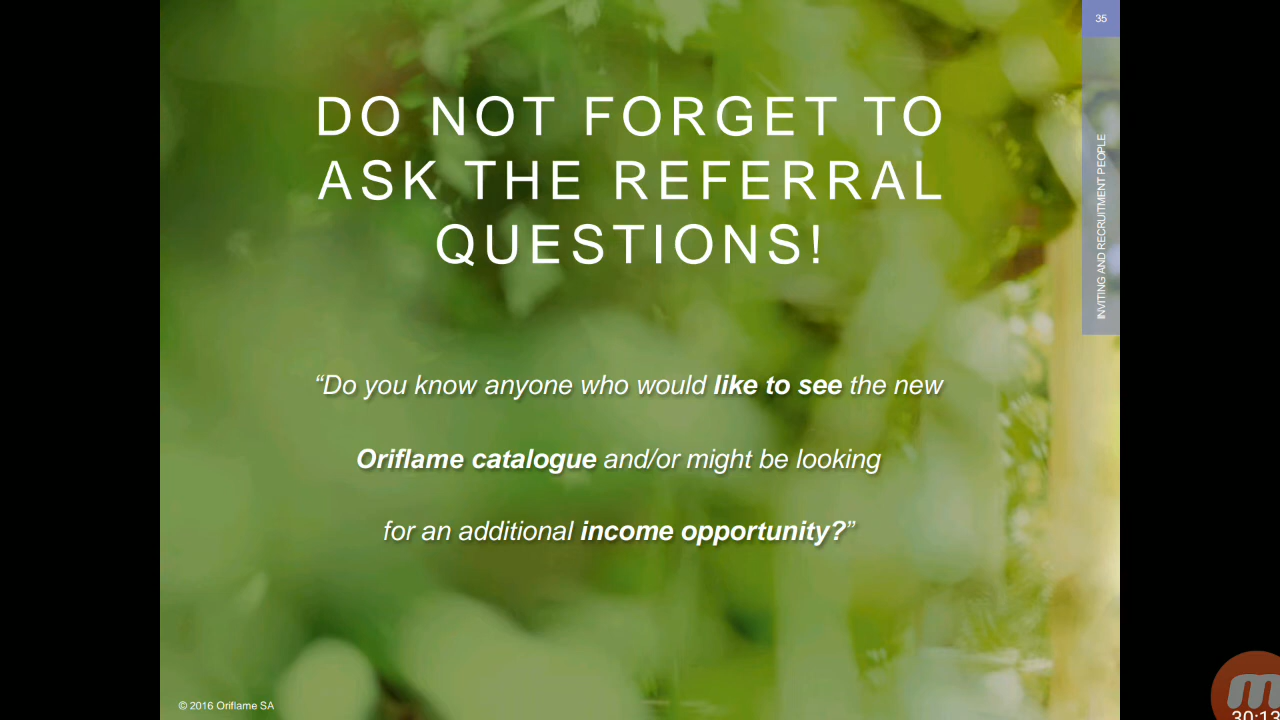 35
INVITING AND RECRUITMENT PEOPLE
DO NOT FORGET TO
ASK THE REFERRAL
QUESTIONS!
“Do you know anyone who would like to see the new
Oriflame catalogue and/or might be looking
for an additional income opportunity?”
© 2016 Oriflame SA